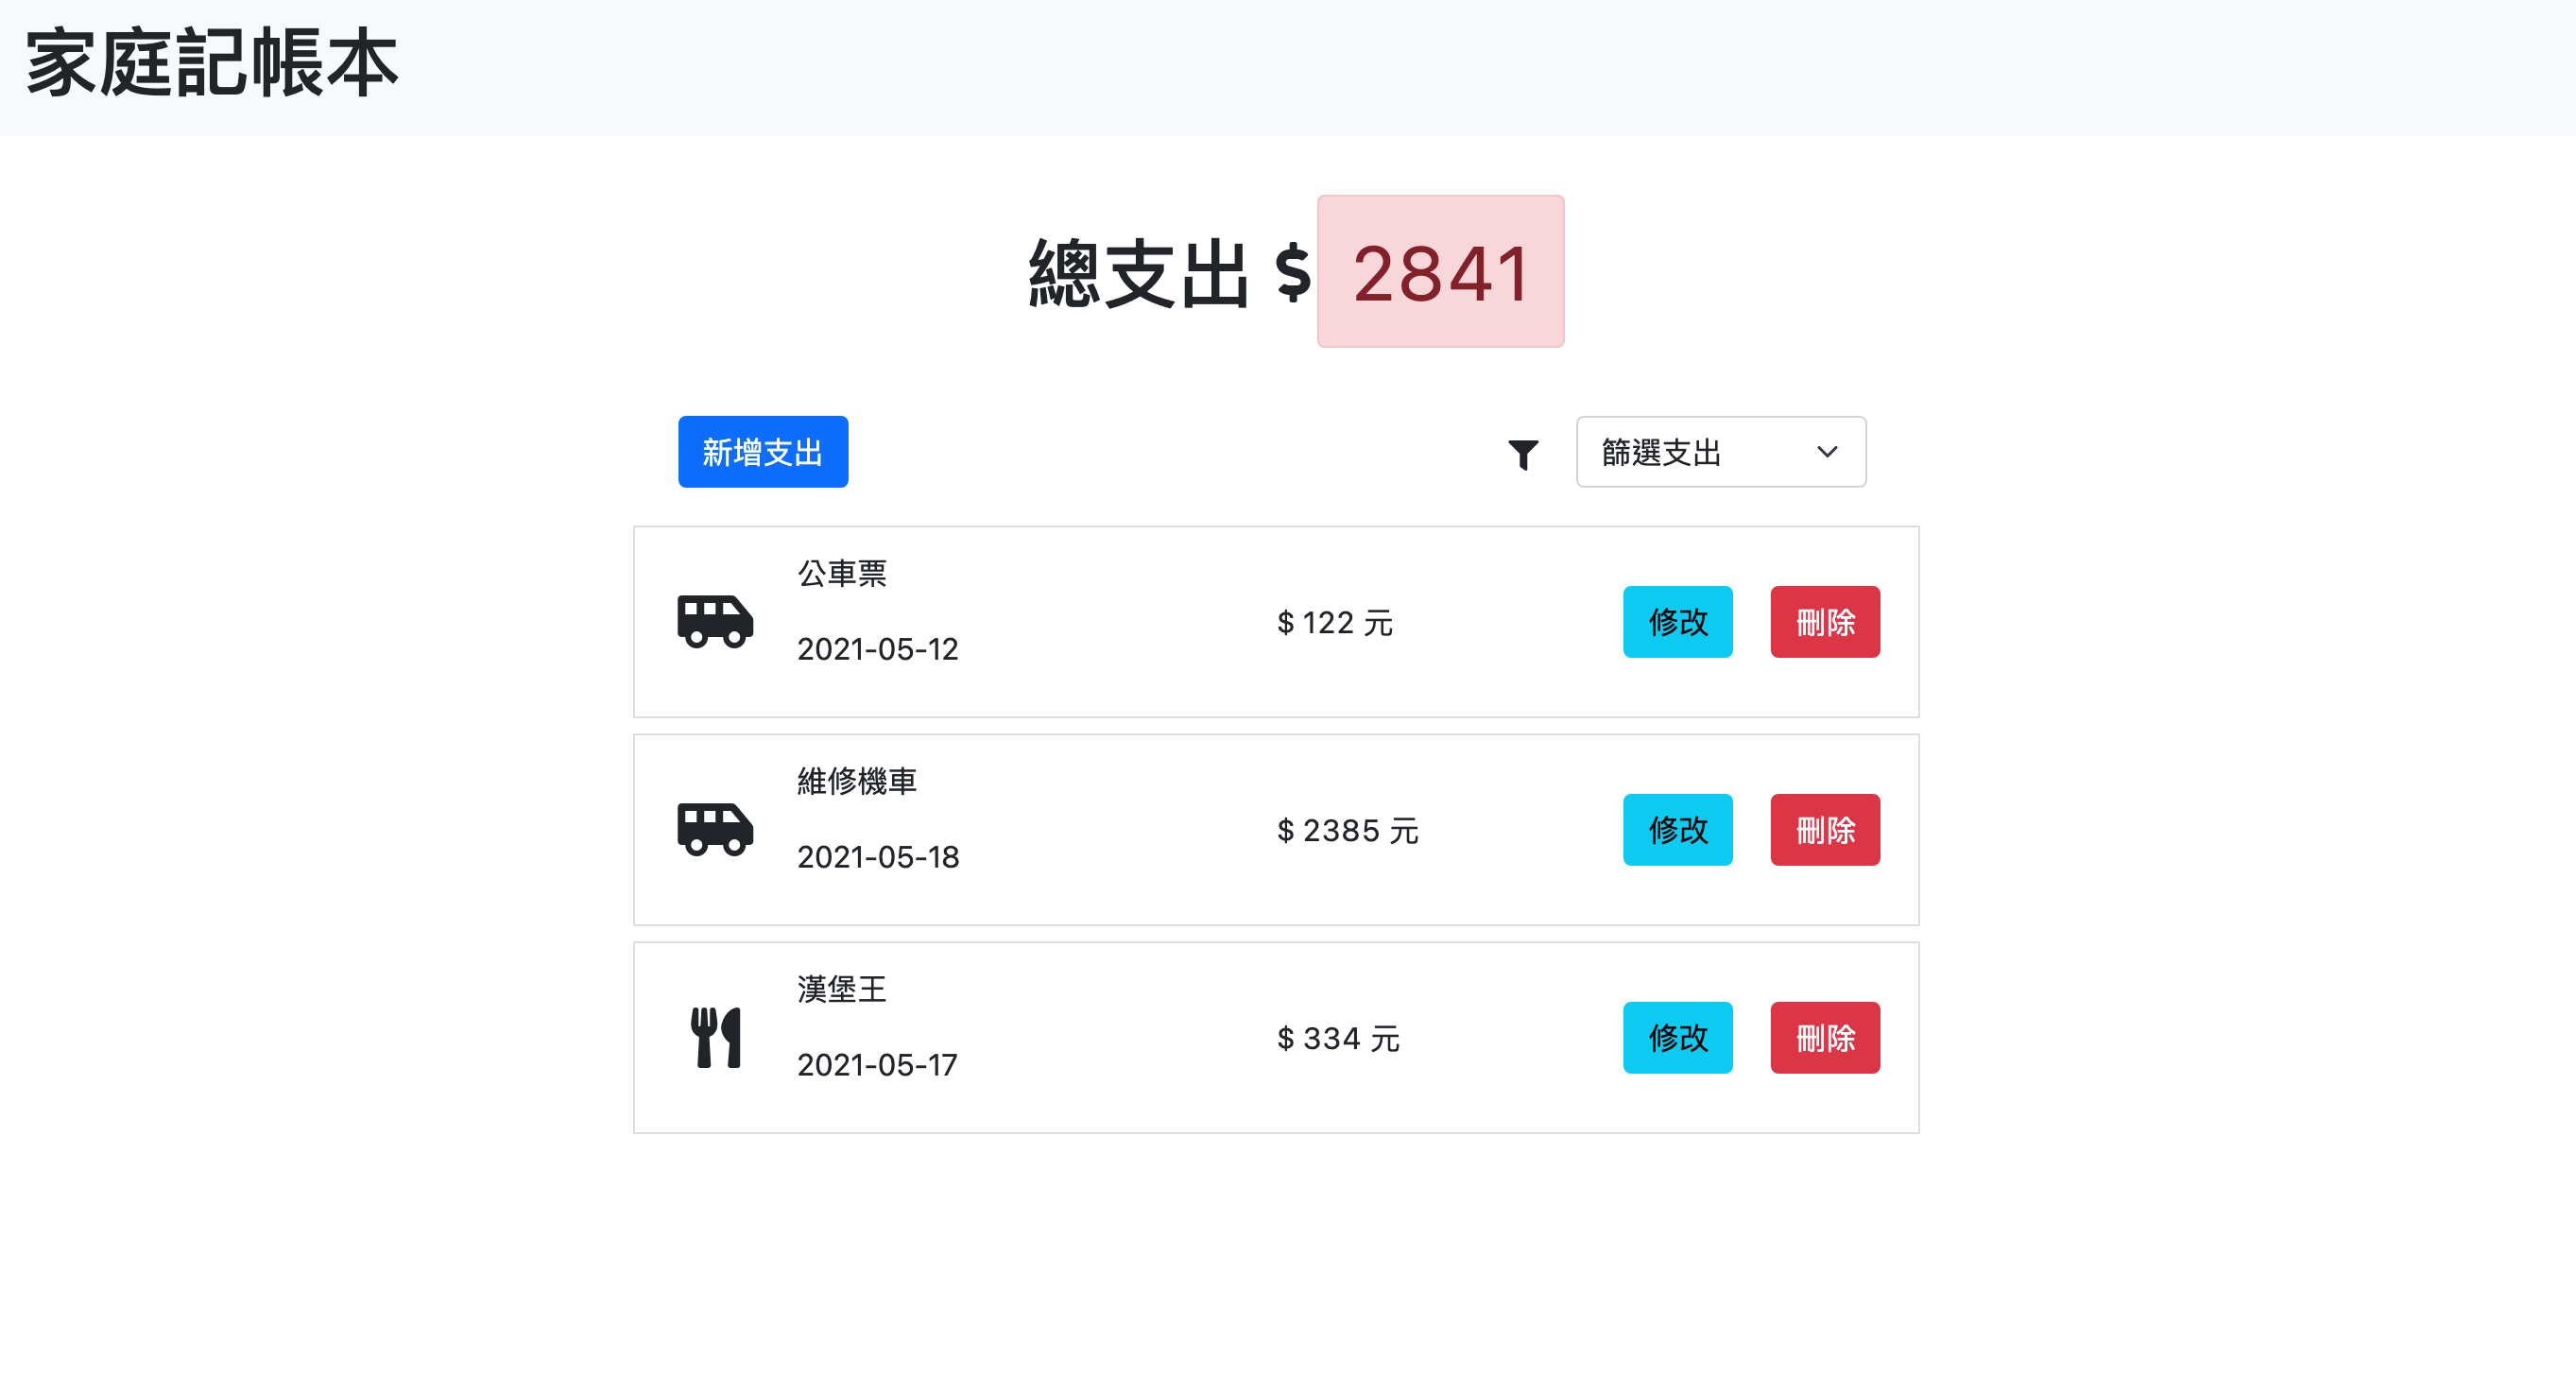 家庭記帳本
總支出 $ 2841
新增支出
篩選支出
公車票
2021-05-12
$ 122 元
修改
刪除
維修機車
2021-05-18
$ 2385 元
修改
刪除
漢堡王
2021-05-17
$ 334 元
修改
刪除